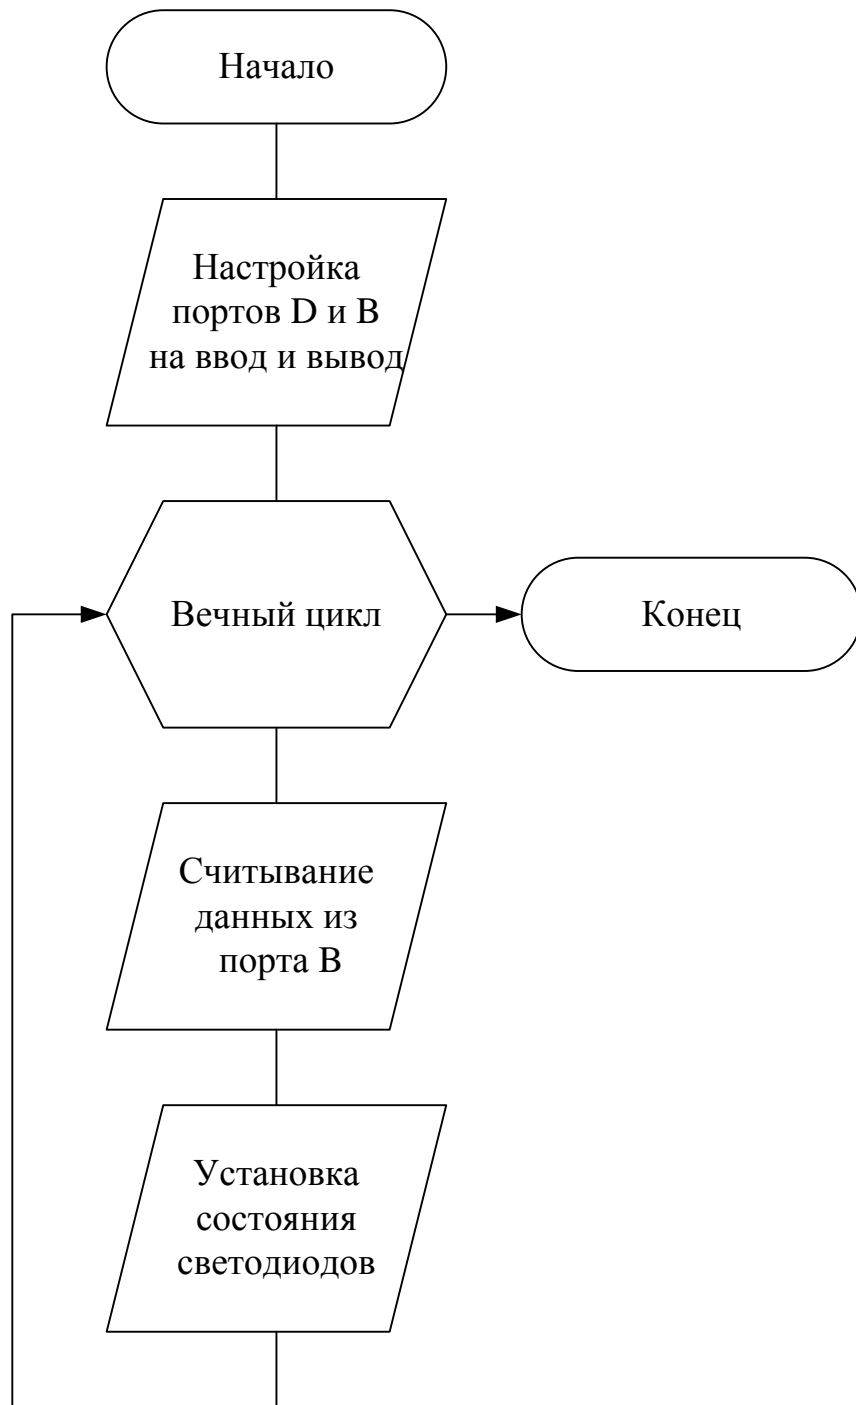 Начало
Настройка
портов D и B
на ввод и вывод
Вечный цикл
Конец
Считывание
данных из
порта B
Установка
состояния
светодиодов